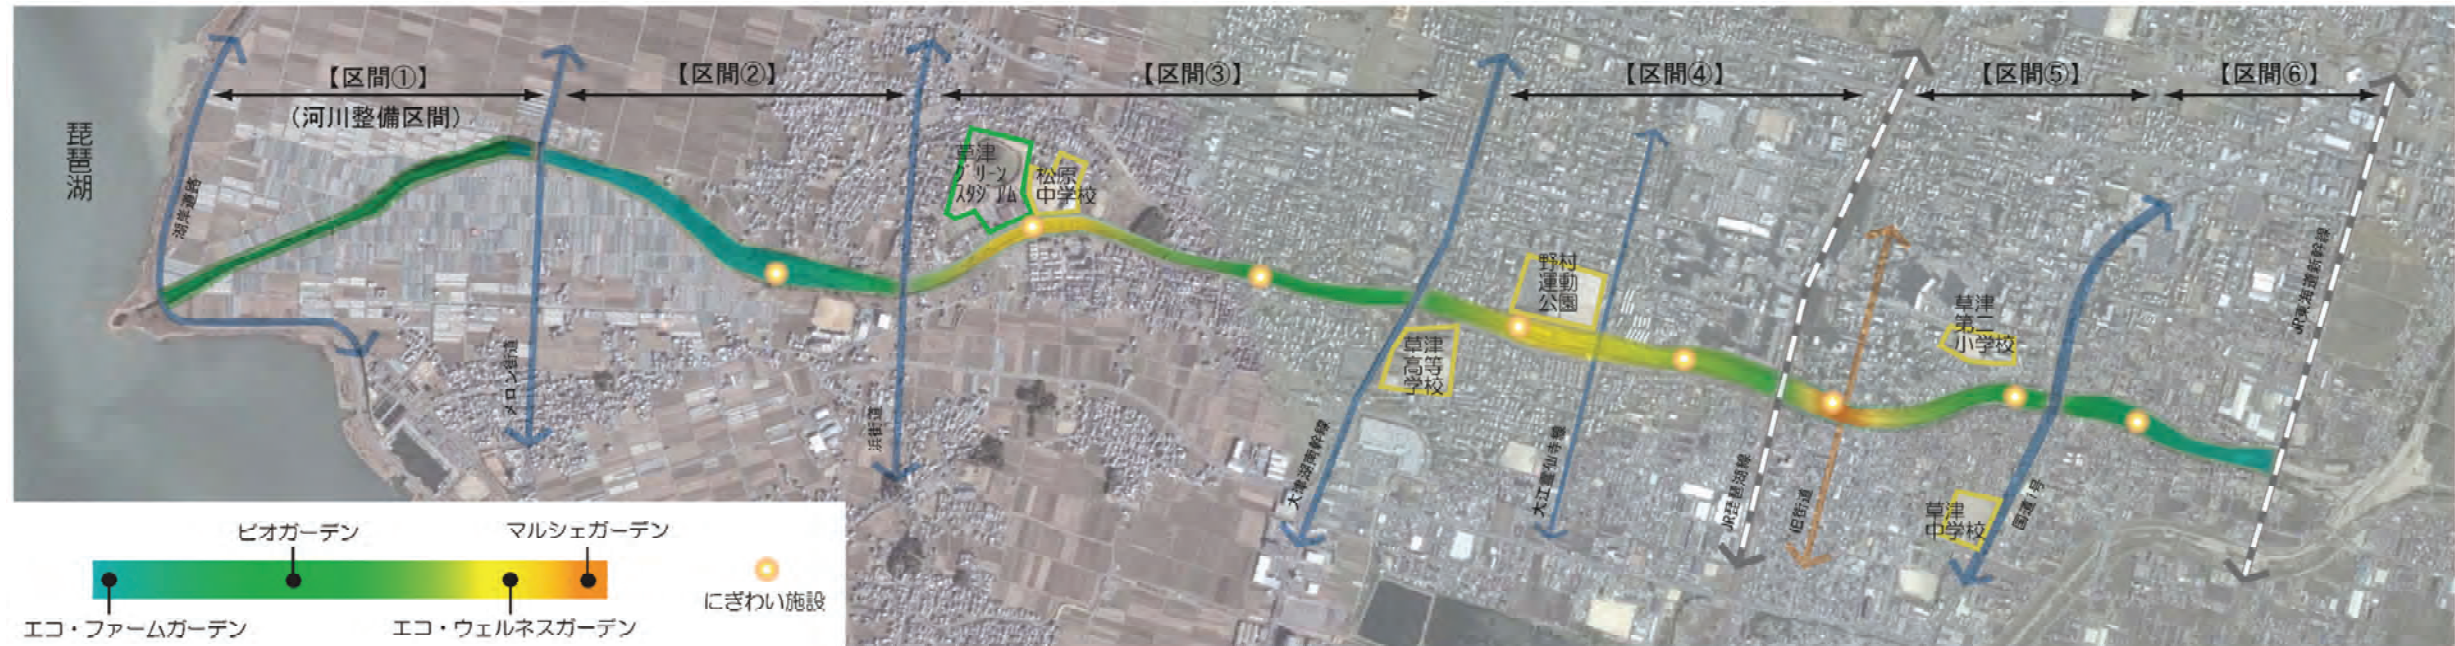 【区間①】
(河川整備区間)
【区間②】
【区間③】
【区間④】
【区間⑤】
【区間⑥】
琵琶湖
湖岸道路
メロン街道
浜街道
草津
グリーン
スタジアム
松原
中学校
大津湖南幹線
草津
高等
学校
野村
運動
公園
大江霊仙寺線
JR琵琶湖線
旧街道
草津
第二
小学校
草津
中学校
国道1号
JR東海道新幹線
ビオガーデン
マルシェガーデン
エコ・ファームガーデン
エコ・ウェルネスガーデン
にぎわい施設